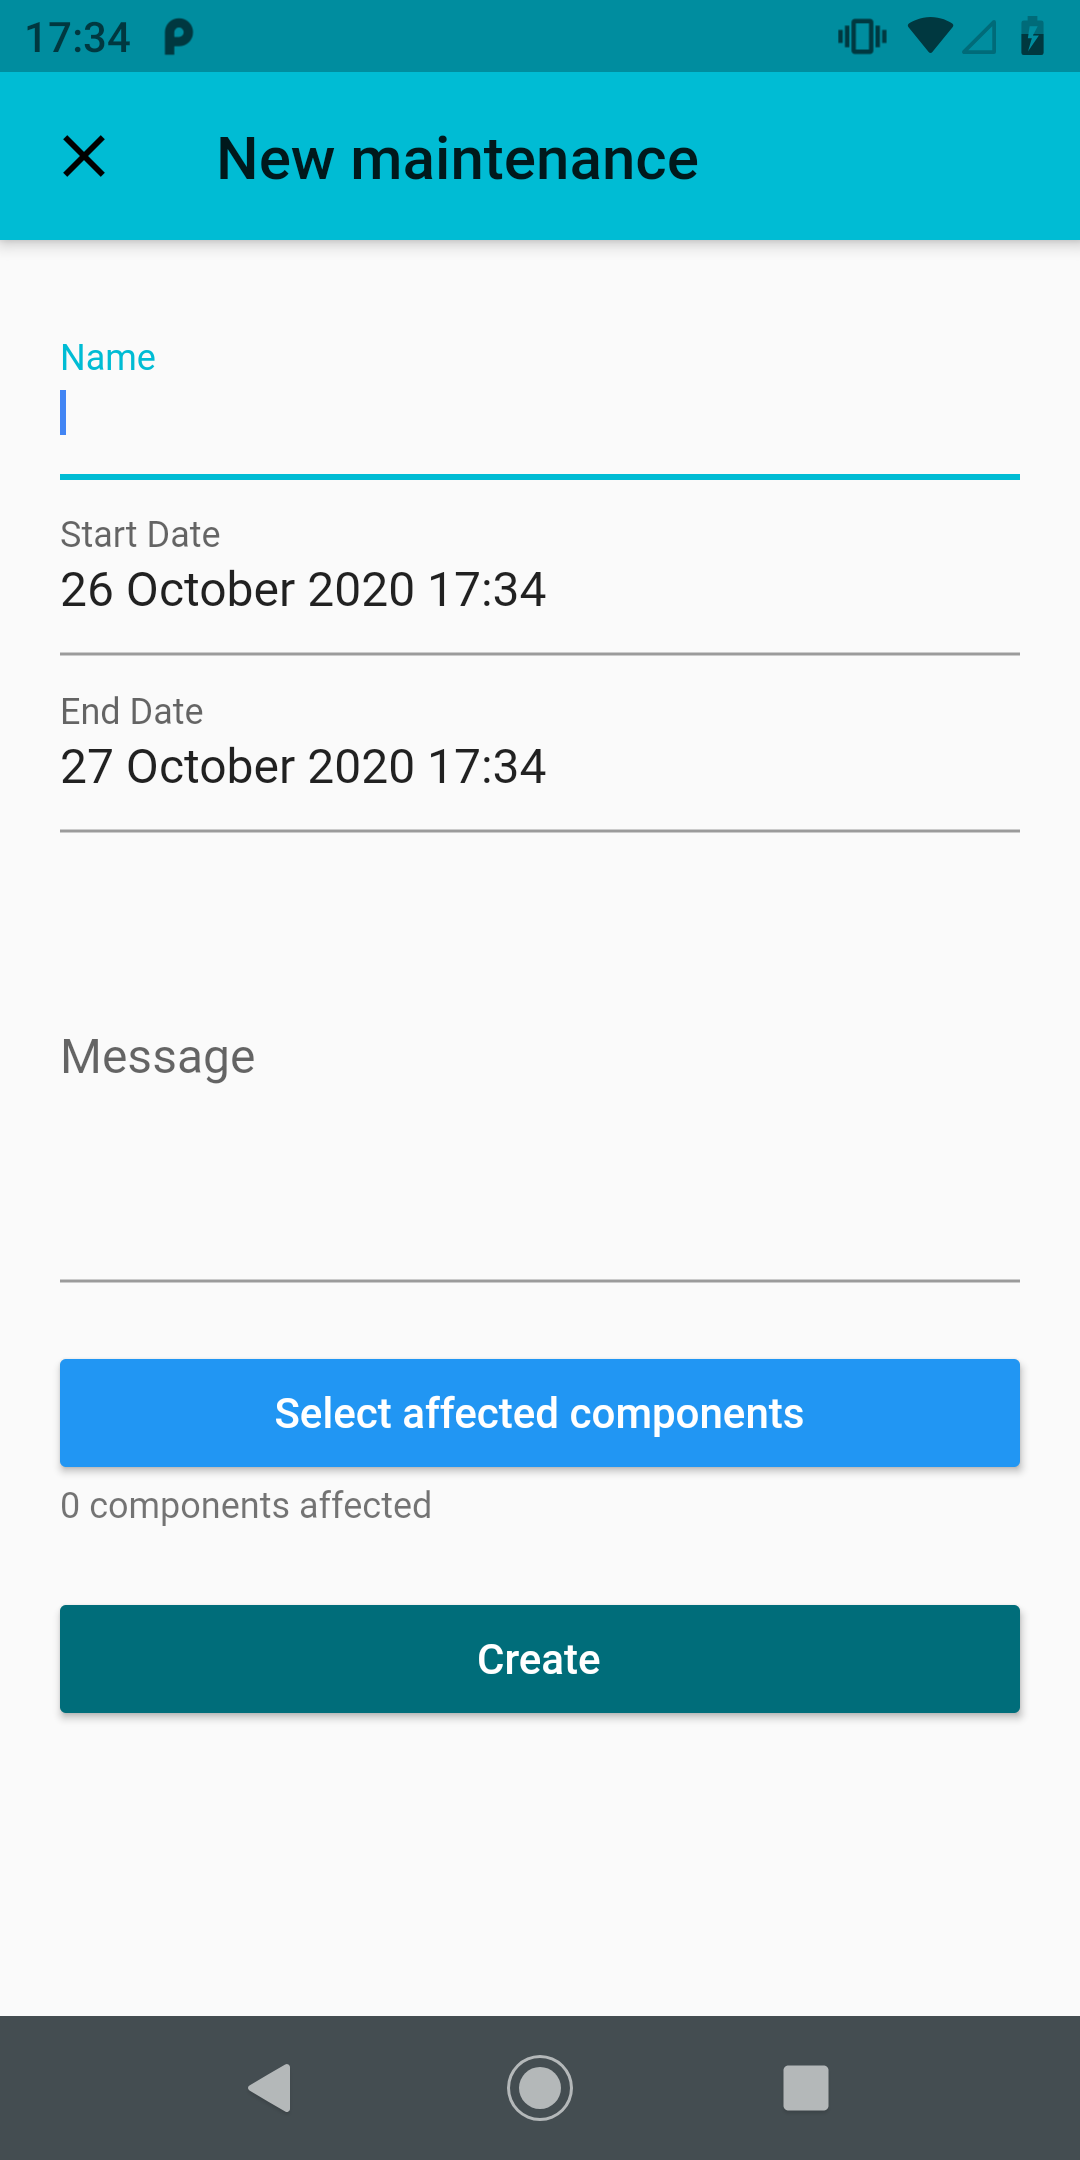 17:34
New maintenance
Name
Start Date
26 October 2020 17:34
End Date
27 October 2020 17:34
Message
Select affected components
0 components affected
Create